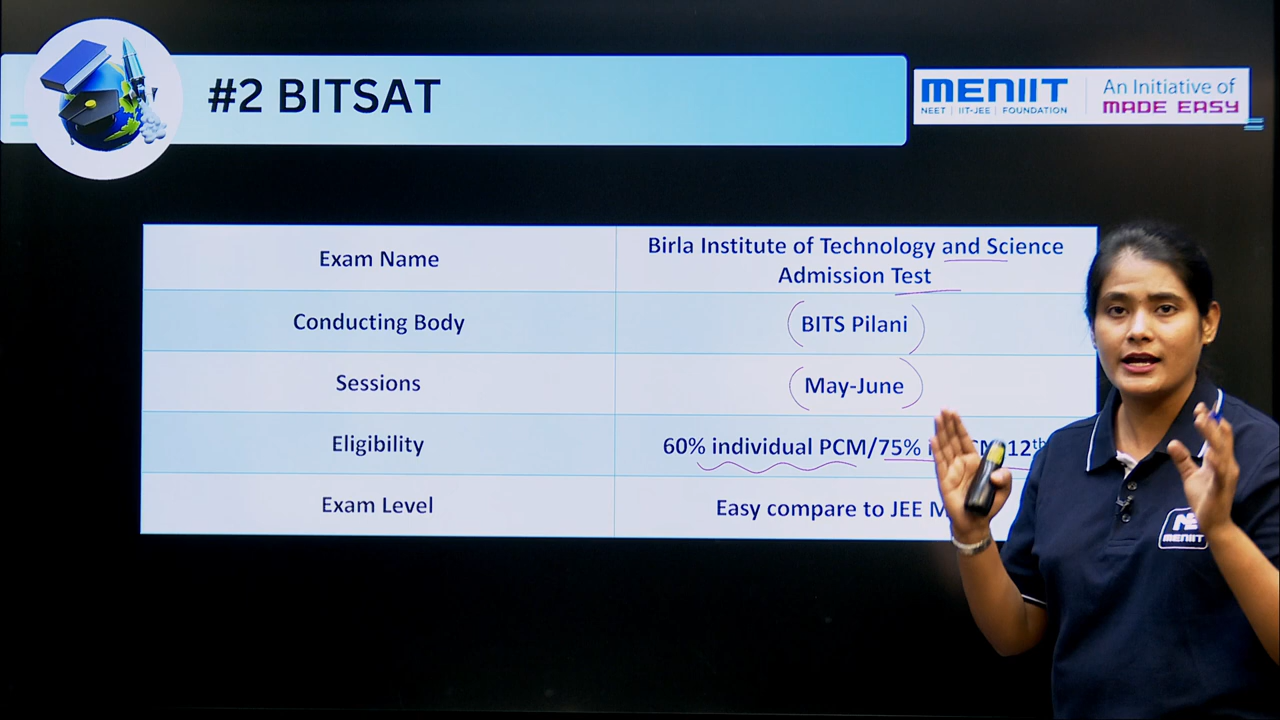 #2 BITSAT
MENIIT
NEET | IIT-JEE | FOUNDATION
An Initiative of
MADE EASY
Exam Name
Birla Institute of Technology and Science
Admission Test
Conducting Body
BITS Pilani
Sessions
May-June
Eligibility
60% individual PCM/75% 12th
Exam Level
Easy compare to JEE
MENIIT